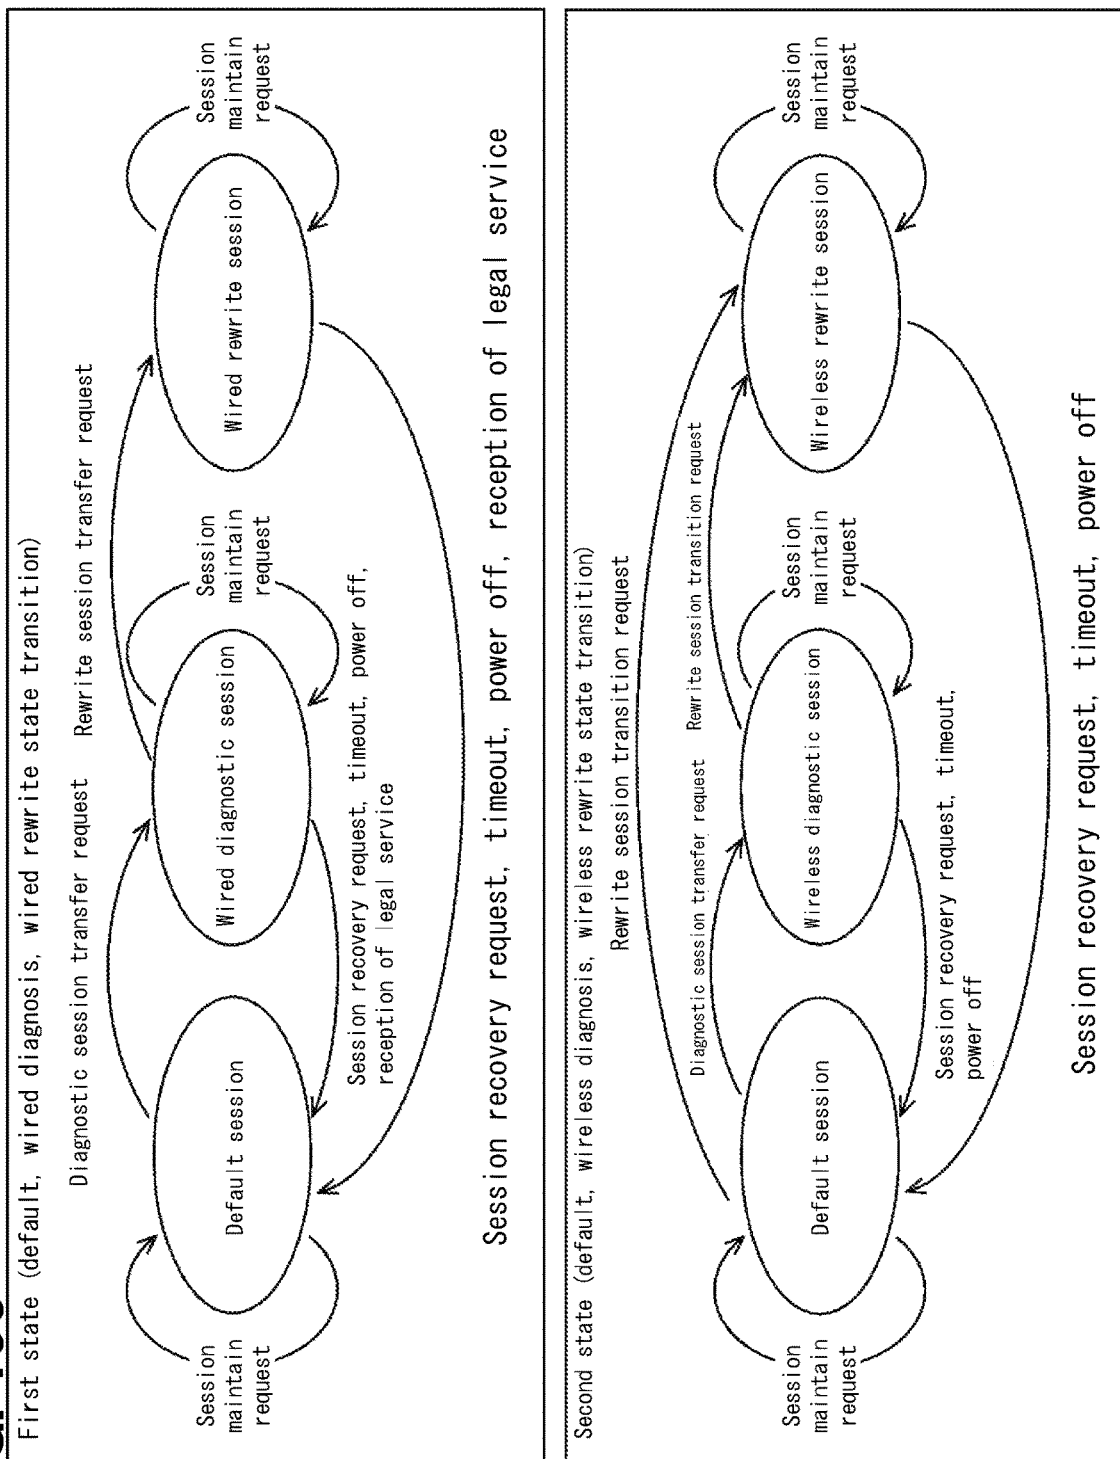 First state (default, wired diagnosis, wired rewrite state transition)
Diagnostic session transfer request
Rewrite session transfer request
Session
maintain
request
Default session
Wired diagnostic session
Session
maintain
request
Wired rewrite session
Session
maintain
request
Session recovery request, timeout, power off,
reception of legal service
Session recovery request, timeout, power off, reception of legal service
Second state (default, wireless diagnosis, wireless rewrite state transition)
Rewrite session transition request
Diagnostic session transfer request
Rewrite session transition request
Session
maintain
request
Default session
Wireless diagnostic session
Session
maintain
request
Wireless rewrite session
Session
maintain
request
Session recovery request, timeout,
power off
Session recovery request, timeout, power off